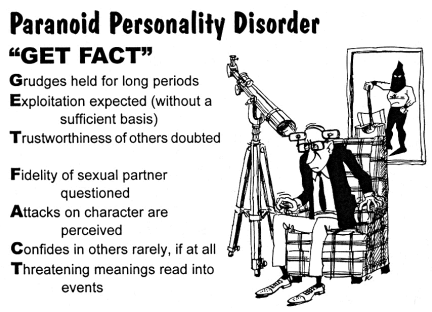 Paranoid Personality Disorder
“GET FACT”
Grudges held for long periods
Exploitation expected (without a
sufficient basis)
Trustworthiness of others doubted
Fidelity of sexual partner
questioned
Attacks on character are
perceived
Confides in others rarely, if at all
Threatening meanings read into
events